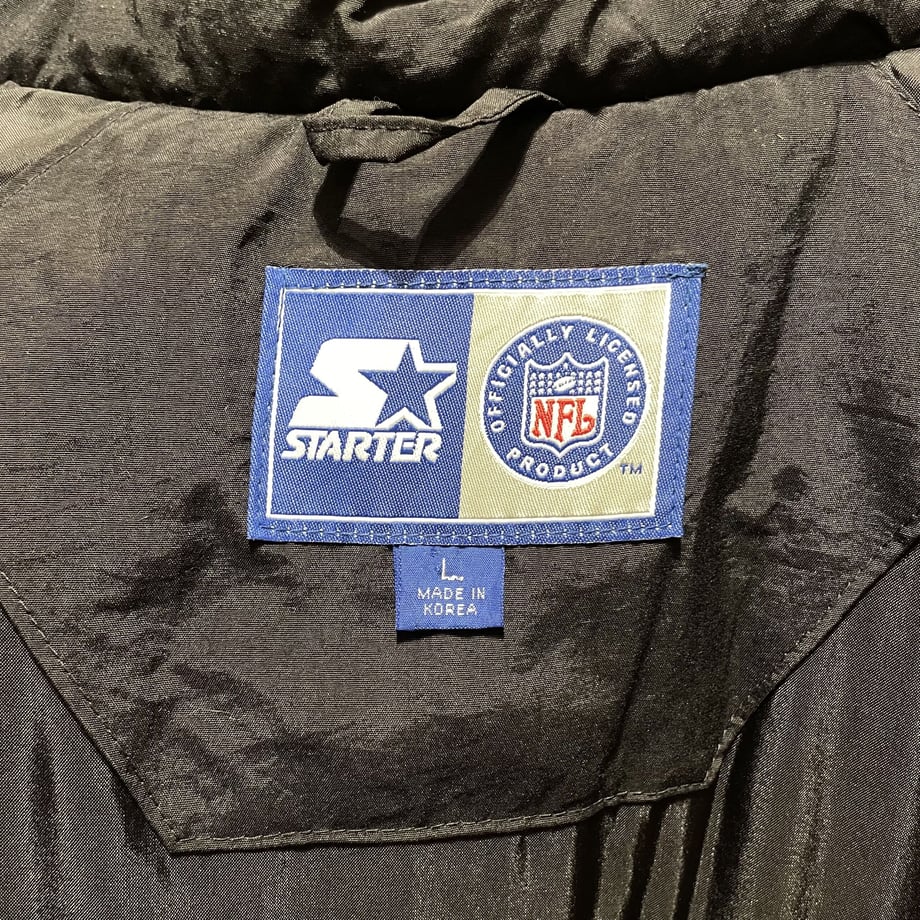 STARTER
OFFICIALLY LICENSED
NFL
PRODUCT
TM
L
MADE IN
KOREA